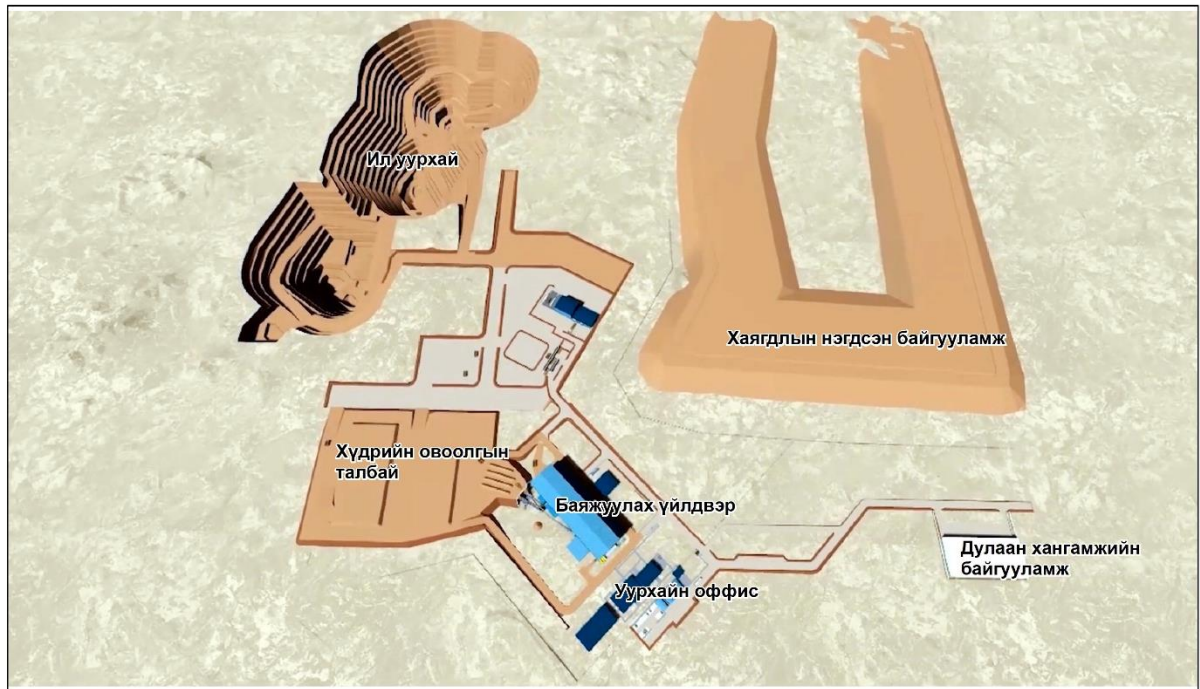 Ил уурхай
Хаягдлын нэгдсэн байгууламж
Хүдрийн овоолгын
талбай
Баяжуулах үйлдвэр
Дулаан хангамжийн
байгууламж
Уурхайн оффис